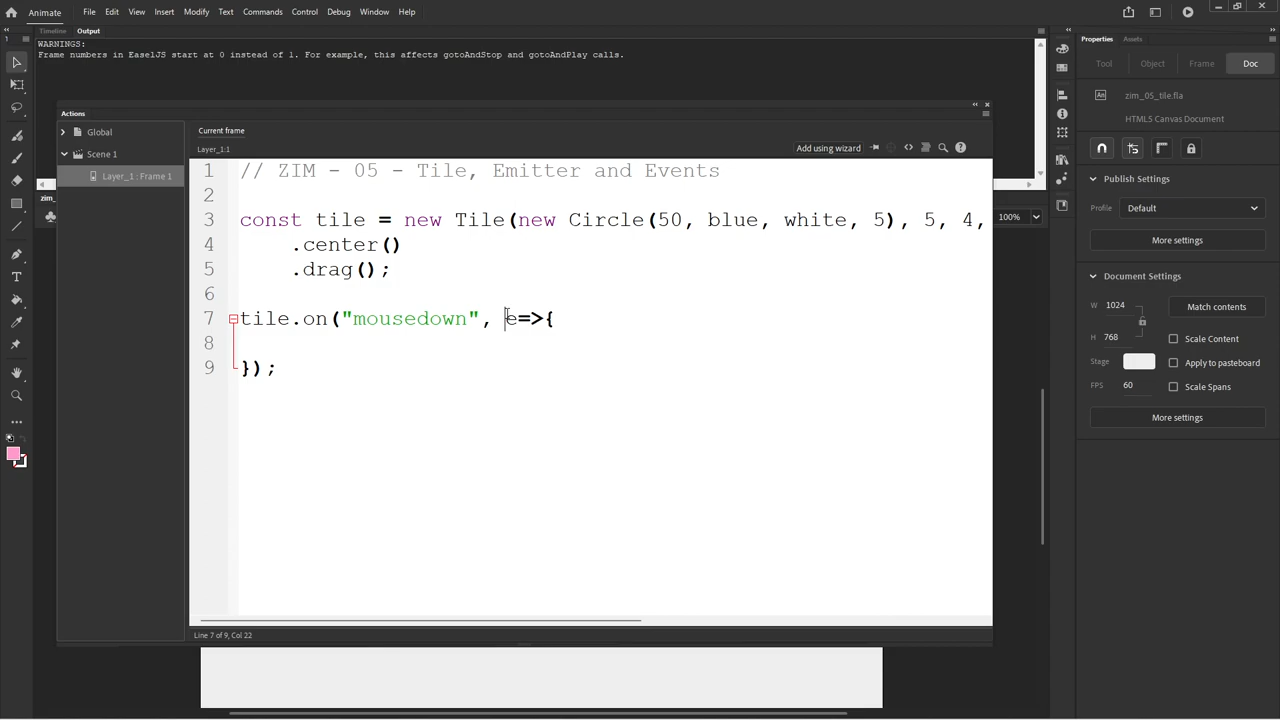 Animate
File Edit View Insert Modify Text Commands Control Debug Window Help
Timeline Output
WARNINGS:
Frame numbers in EaselJS start at 0 instead of 1. For example, this affects gotoAndStop and gotoAndPlay calls.
Properties Assets
Tool Object Frame Doc
An zim_05_tile.fla
HTML5 Canvas Document
Actions
Global
Scene 1
Layer_1 : Frame 1
Current frame
Layer_1:1
Add using wizard
1 // ZIM - 05 - Tile, Emitter and Events
2
3 const tile = new Tile(new Circle(50, blue, white, 5), 5, 4,
4 .center()
5 .drag();
6
7 tile.on("mousedown", e=>{
8
9 });
Line 7 of 9, Col 22
zim_05
100%
Publish Settings
Profile Default
More settings
Document Settings
W 1024 Match contents
H 768 Scale Content
Stage Apply to pasteboard
FPS 60 Scale Spans
More settings